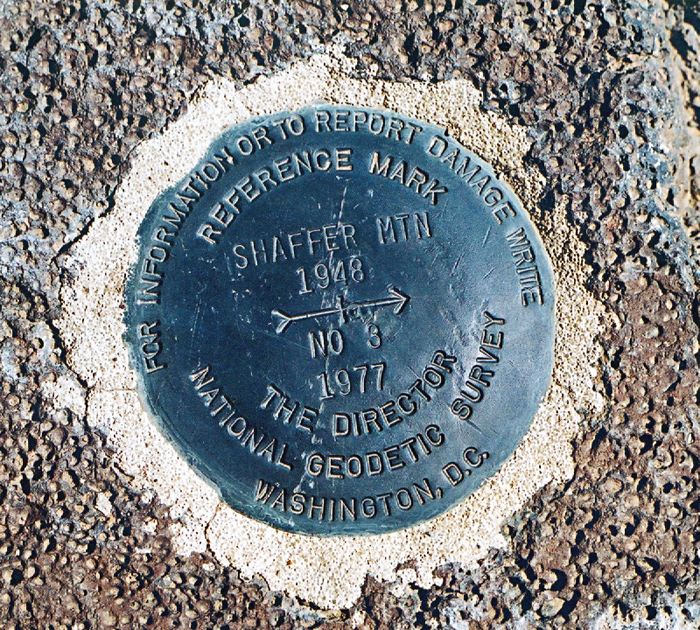 FOR INFORMATION OR TO REPORT DAMAGE WRITE
REFERENCE MARK
SHAFFER MTN
1948
NO 3
1977
THE DIRECTOR
NATIONAL GEODETIC SURVEY
WASHINGTON, D.C.